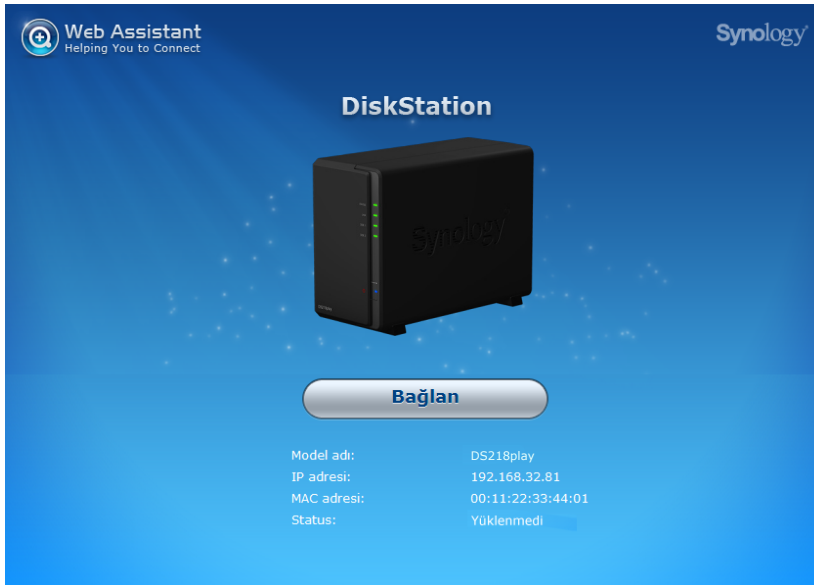 Web Assistant
Helping You to Connect
Synology
DiskStation
Synology
Bağlan
Model adı: DS218play
IP adresi: 192.168.32.81
MAC adresi: 00:11:22:33:44:01
Status: Yüklenmedi